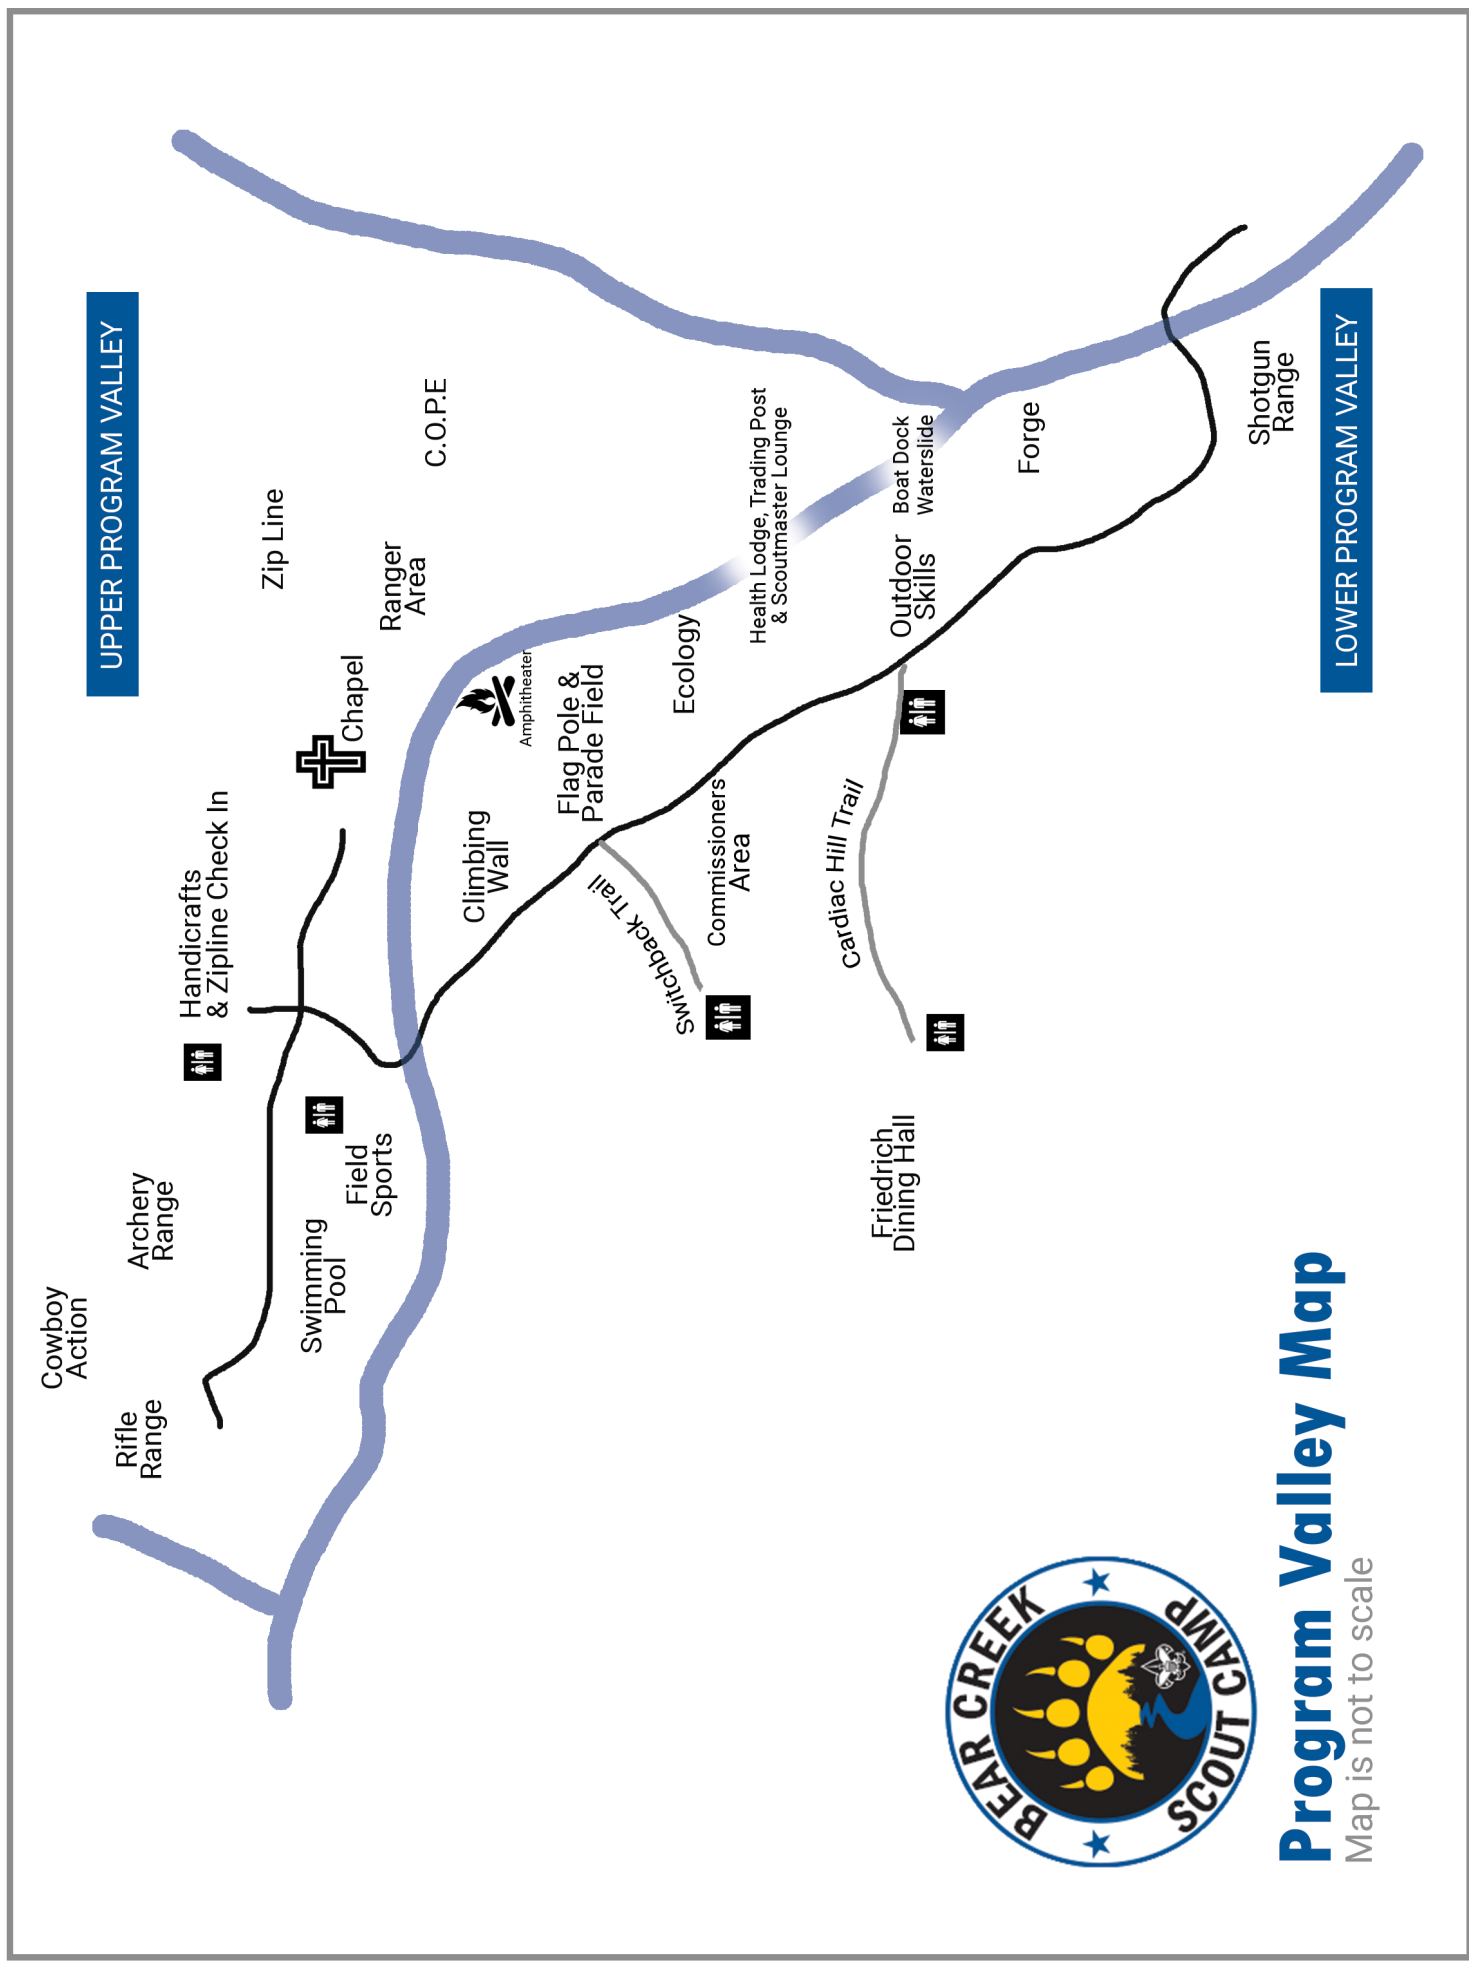 UPPER PROGRAM VALLEY
Cowboy
Action
Rifle
Range
Archery
Range
Handicrafts
& Zipline Check In
Swimming
Pool
Field
Sports
Chapel
Zip Line
Ranger
Area
C.O.P.E
Climbing
Wall
Amphitheater
Flag Pole &
Parade Field
Switchback Trail
Ecology
Commissioners
Area
Health Lodge, Trading Post
& Scoutmaster Lounge
Cardiac Hill Trail
Friedrich
Dining Hall
Outdoor
Skills
Boat Dock
Waterslide
Forge
Shotgun
Range
LOWER PROGRAM VALLEY
BEAR CREEK
SCOUT CAMP
Program Valley Map
Map is not to scale